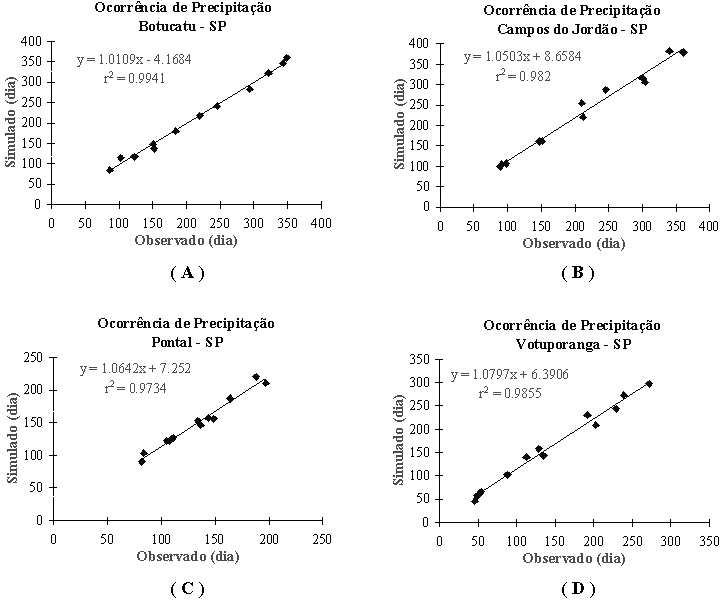 Ocorrência de Precipitação
Botucatu - SP
y = 1.0109x - 4.1684
r² = 0.9941
Simulado (dia)
400
350
300
250
200
150
100
50
0
0 50 100 150 200 250 300 350 400
Observado (dia)
( A )
Ocorrência de Precipitação
Campos do Jordão - SP
y = 1.0503x + 8.6584
r² = 0.982
Simulado (dia)
400
350
300
250
200
150
100
50
0
0 100 200 300 400
Observado (dia)
( B )
Ocorrência de Precipitação
Pontal - SP
y = 1.0642x + 7.252
r² = 0.9734
Simulado (dia)
250
200
150
100
50
0
0 50 100 150 200 250
Observado (dia)
( C )
Ocorrência de Precipitação
Votuporanga - SP
y = 1.0797x + 6.3906
r² = 0.9855
Simulado (dia)
350
300
250
200
150
100
50
0
0 50 100 150 200 250 300 350
Observado (dia)
( D )